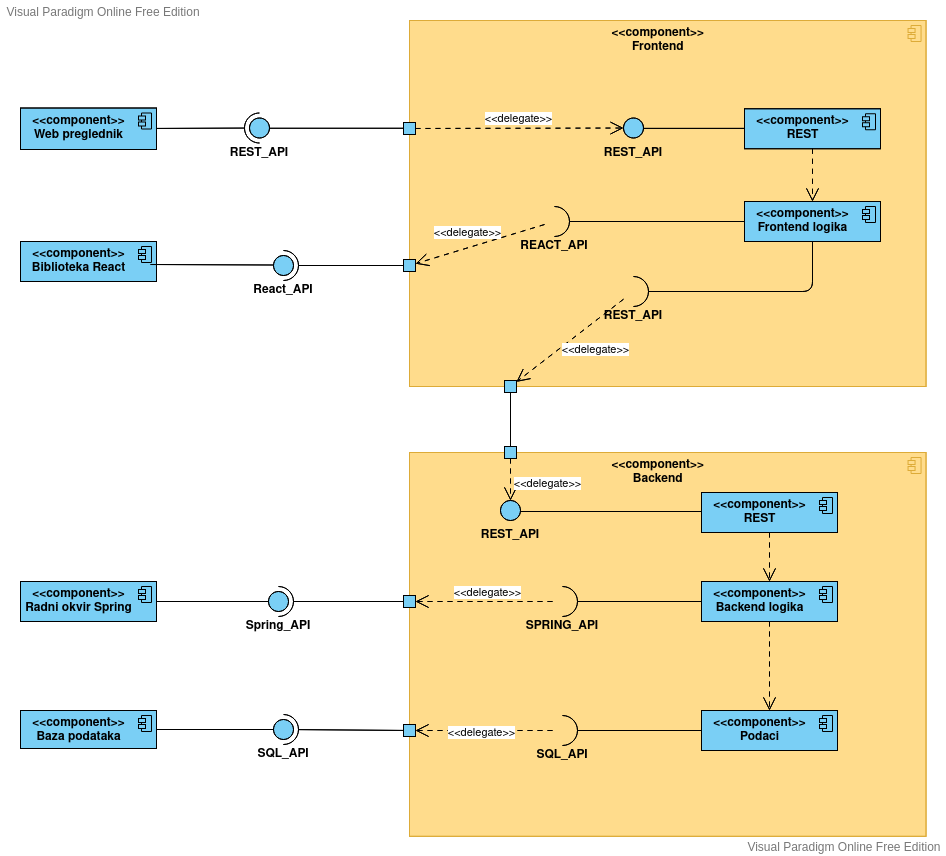 Visual Paradigm Online Free Edition
<<component>>
Frontend
<<component>>
Web preglednik
REST_API
<<delegate>>
REST_API
<<component>>
REST
<<component>>
Frontend logika
<<delegate>>
REACT_API
<<component>>
Biblioteka React
React_API
REST_API
<<delegate>>
<<component>>
Backend
<<delegate>>
REST_API
<<component>>
REST
<<component>>
Radni okvir Spring
Spring_API
<<delegate>>
SPRING_API
<<component>>
Backend logika
<<component>>
Baza podataka
SQL_API
<<delegate>>
SQL_API
<<component>>
Podaci
Visual Paradigm Online Free Edition